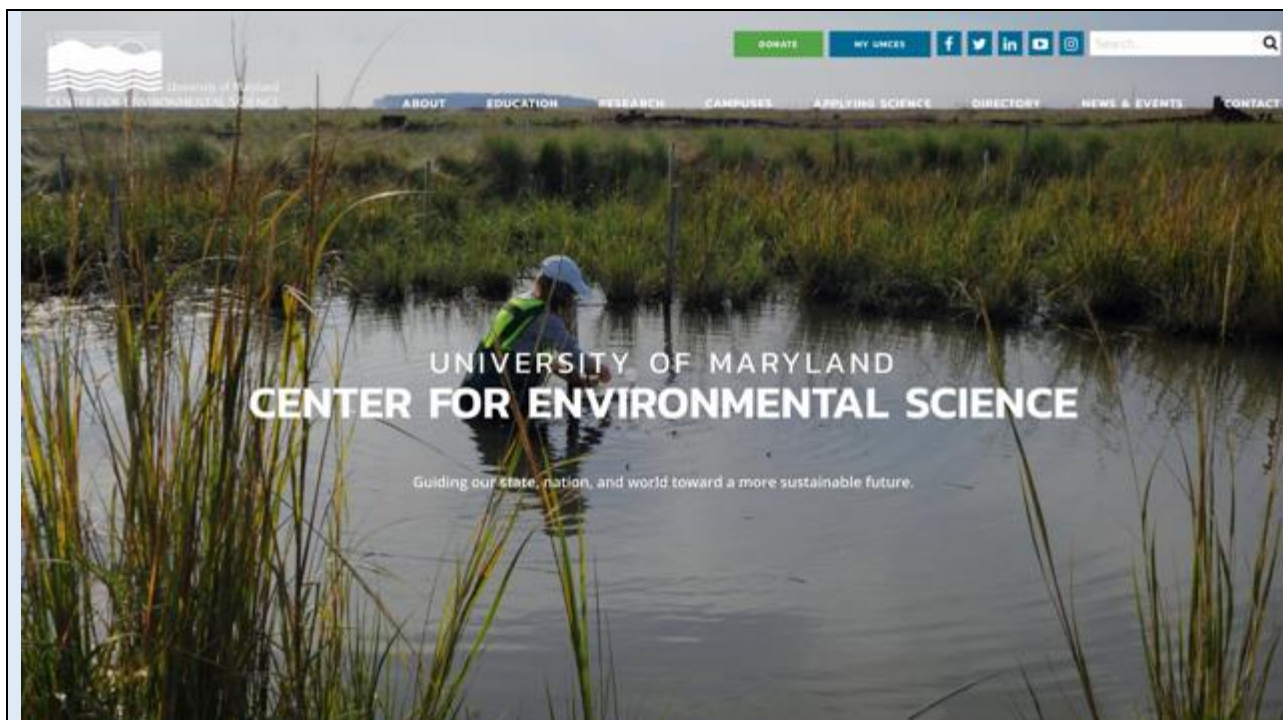 DONATE
MY UMCES
Search...
University of Maryland
CENTER FOR ENVIRONMENTAL SCIENCE
ABOUT EDUCATION RESEARCH CAMPUSES APPLYING SCIENCE DIRECTORY NEWS & EVENTS CONTACT
UNIVERSITY OF MARYLAND
CENTER FOR ENVIRONMENTAL SCIENCE
Guiding our state, nation, and world toward a more sustainable future.